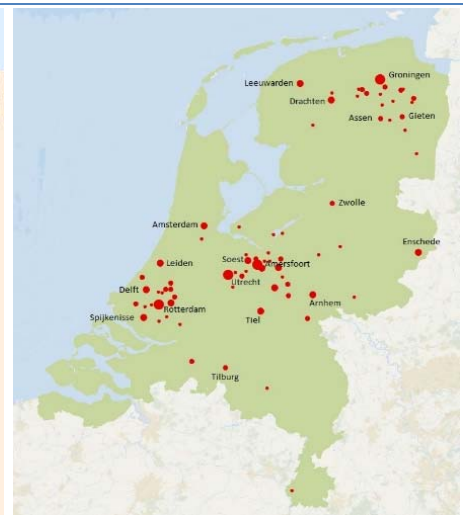 Groningen
Leeuwarden
Drachten
Assen
Gieten
Zwolle
Amsterdam
Enschede
Soest
Amersfoort
Leiden
Utrecht
Delft
Rotterdam
Arnhem
Spijkenisse
Tiel
Tilburg